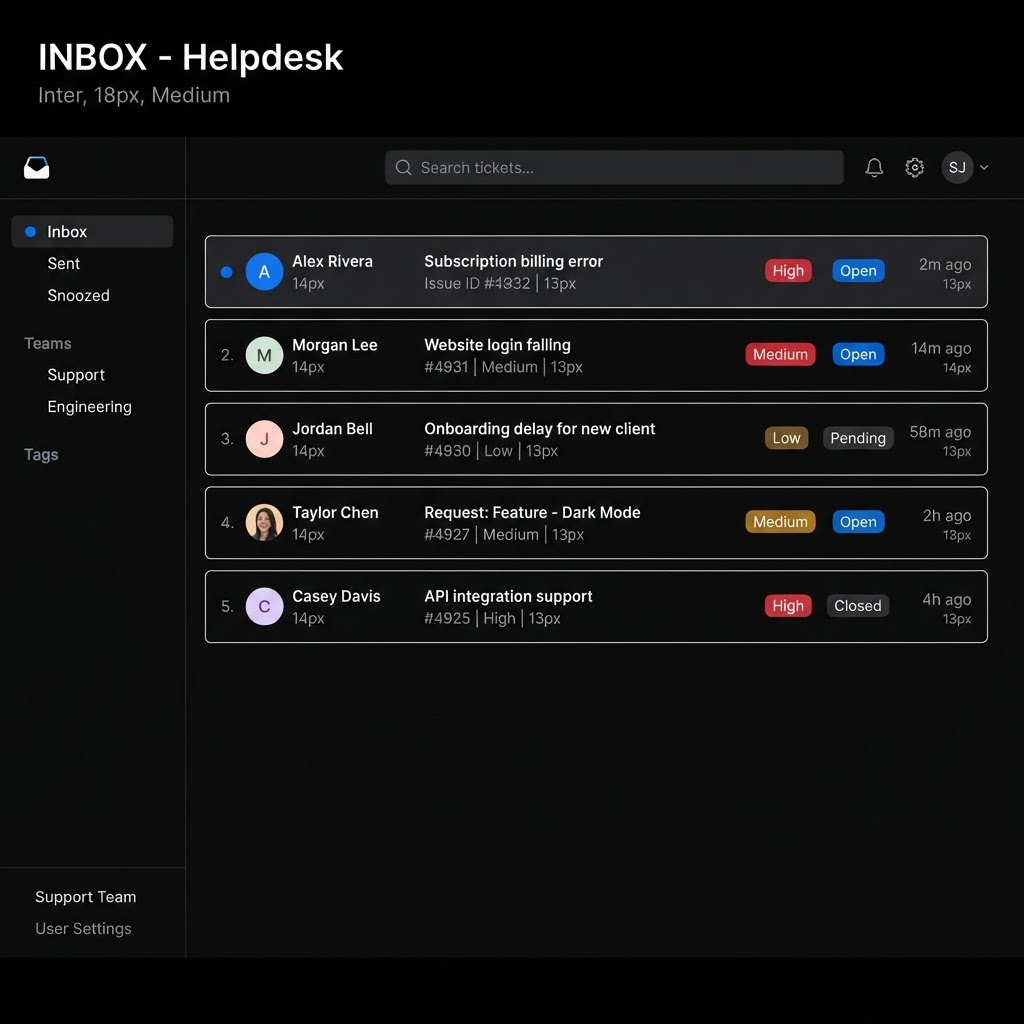 INBOX - Helpdesk
Inter, 18px, Medium
Search tickets...
SJ
Inbox
Sent
Snoozed
Teams
Support
Engineering
Tags
Support Team
User Settings
A Alex Rivera Subscription billing error High Open 2m ago
14px Issue ID #4932 | 13px 13px
2. M Morgan Lee Website login falling Medium Open 14m ago
14px #4931 | Medium | 13px 14px
3. J Jordan Bell Onboarding delay for new client Low Pending 58m ago
14px #4930 | Low | 13px 13px
4. Taylor Chen Request: Feature - Dark Mode Medium Open 2h ago
14px #4927 | Medium | 13px 13px
5. C Casey Davis API integration support High Closed 4h ago
14px #4925 | High | 13px 13px